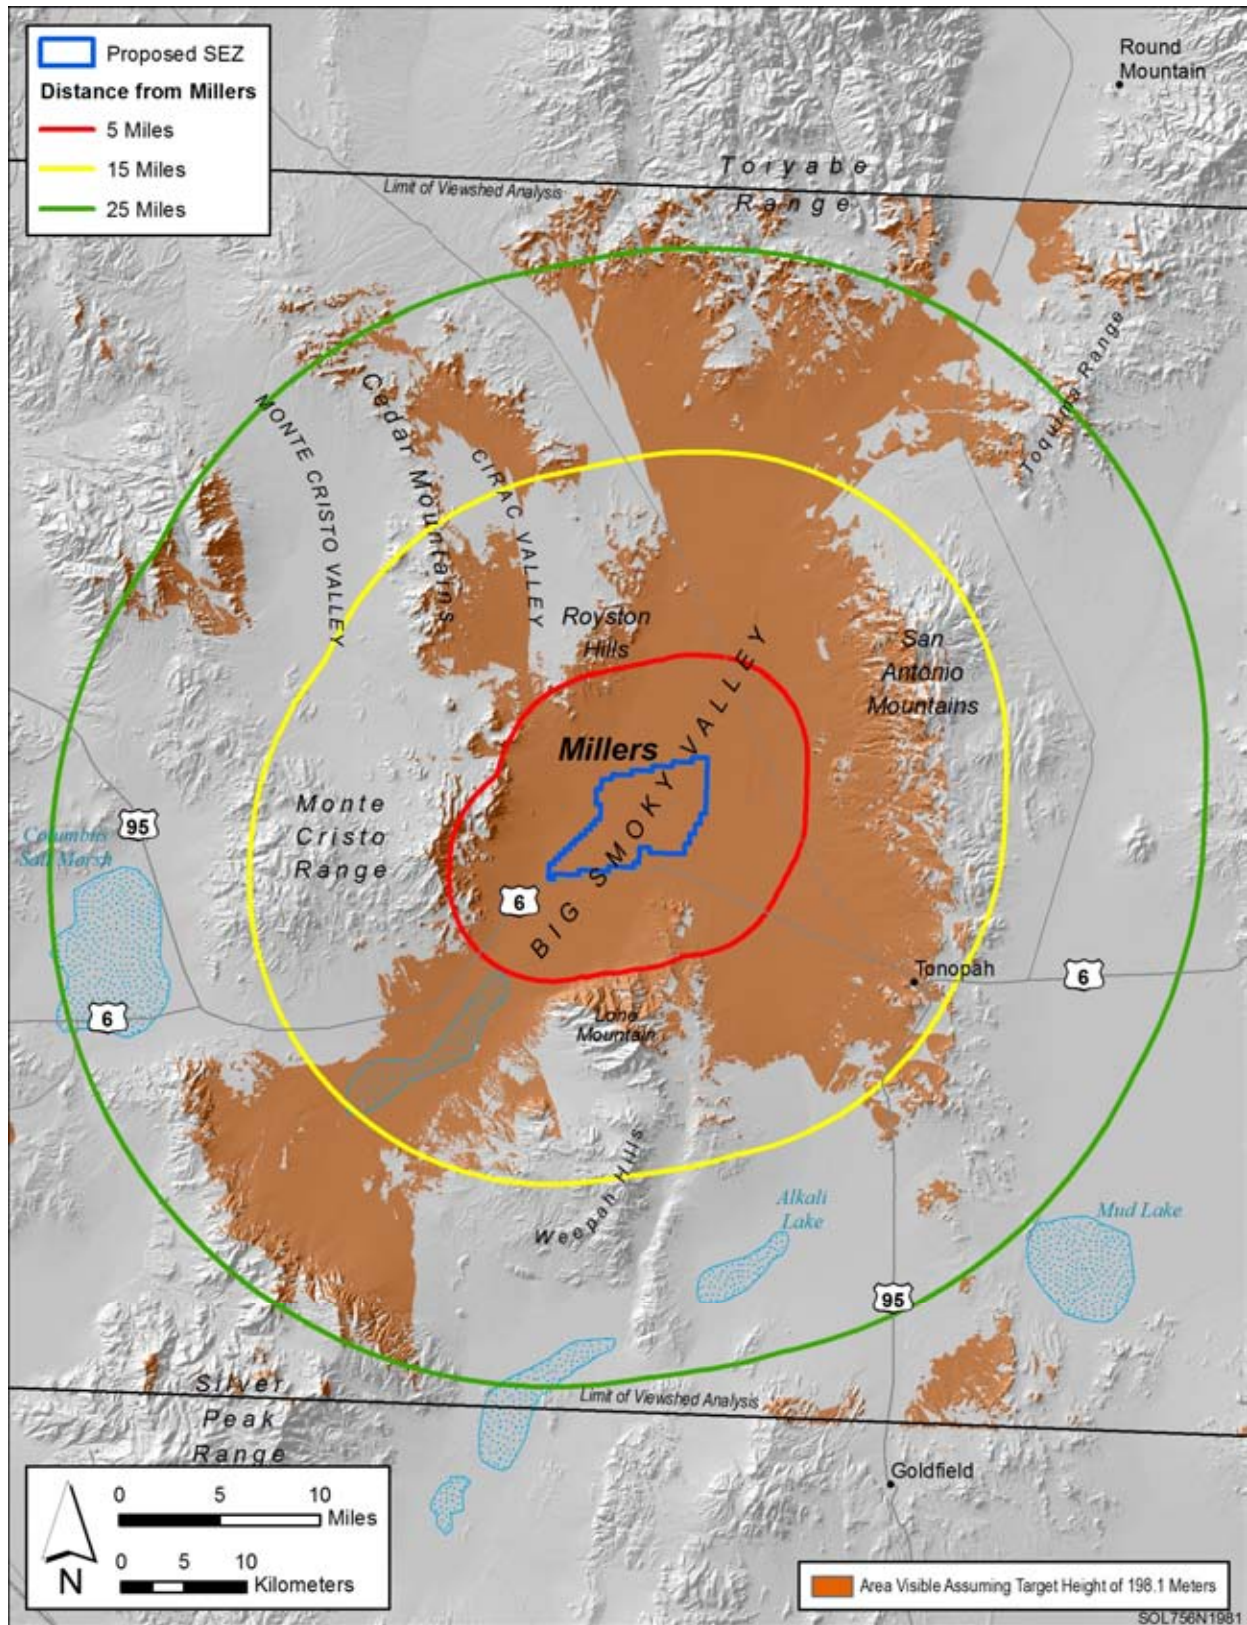 Proposed SEZ
Distance from Millers
5 Miles
15 Miles
25 Miles
Round
Mountain
Toiyabe
Range
Limit of Viewshed Analysis
Toquima Range
Cedar Mountains
MONTE CRISTO VALLEY
CIRAC VALLEY
Royston
Hills
San
Antonio
Mountains
Millers
BIG SMOKY VALLEY
Monte
Cristo
Range
95
Columbus
Salt Marsh
6
6
Tonopah
6
Lone
Mountain
Weepah Hills
Alkali
Lake
Mud Lake
95
Silver
Peak
Range
Limit of Viewshed Analysis
Goldfield
0 5 10
Miles
0 5 10
Kilometers
N
Area Visible Assuming Target Height of 198.1 Meters
SOL756N1981